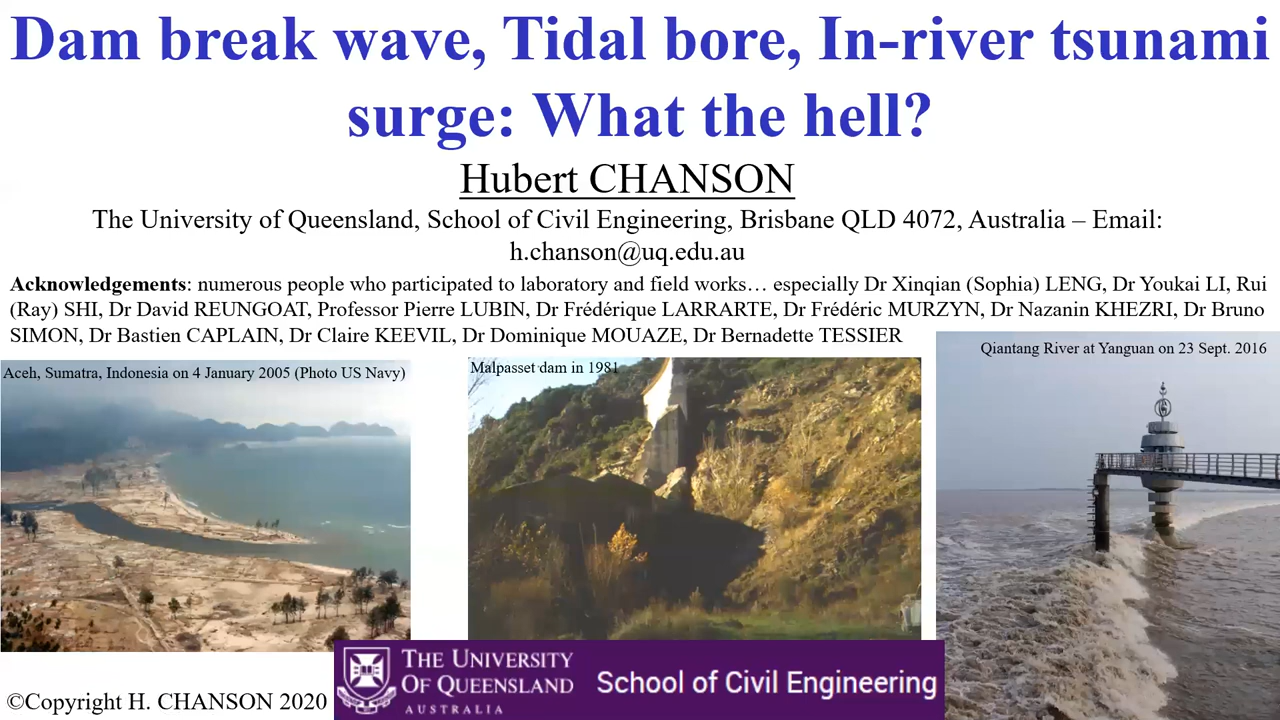 Dam break wave, Tidal bore, In-river tsunami
surge: What the hell?
Hubert CHANSON
The University of Queensland, School of Civil Engineering, Brisbane QLD 4072, Australia – Email:
h.chanson@uq.edu.au
Acknowledgements: numerous people who participated to laboratory and field works… especially Dr Xinqian (Sophia) LENG, Dr Youkai LI, Rui
(Ray) SHI, Dr David REUNGOAT, Professor Pierre LUBIN, Dr Frédérique LARRARTE, Dr Frédéric MURZYN, Dr Nazanin KHEZRI, Dr Bruno
SIMON, Dr Bastien CAPLAIN, Dr Claire KEEVIL, Dr Dominique MOUAZE, Dr Bernadette TESSIER
Aceh, Sumatra, Indonesia on 4 January 2005 (Photo US Navy)
Malpasset dam in 1981
Qiantang River at Yanguan on 23 Sept. 2016
©Copyright H. CHANSON 2020
THE UNIVERSITY
OF QUEENSLAND
AUSTRALIA
School of Civil Engineering